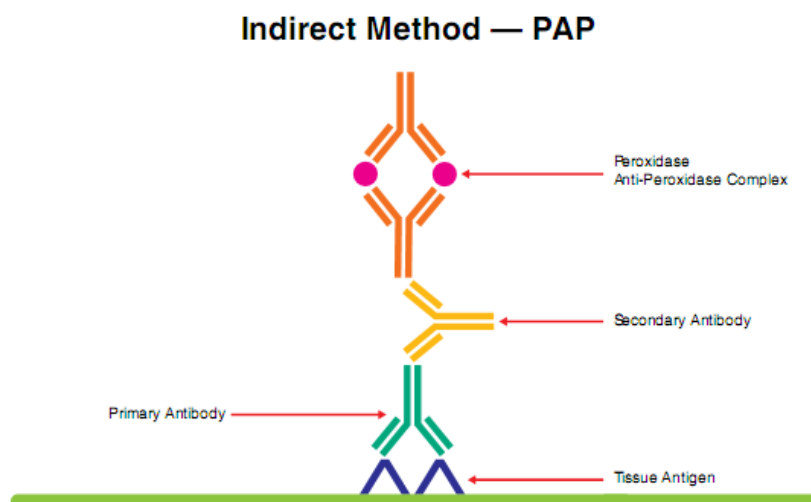 Indirect Method — PAP
Peroxidase
Anti-Peroxidase Complex
Secondary Antibody
Primary Antibody
Tissue Antigen